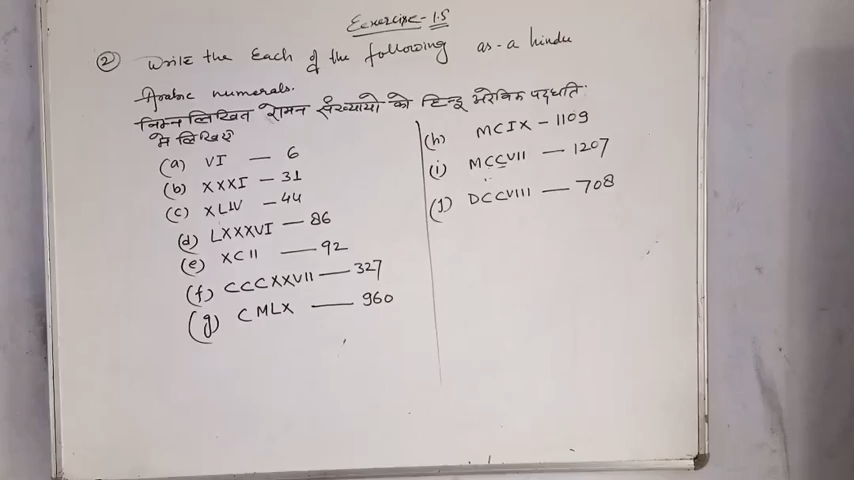 Exercise - 1.5
② Write the Each of the following as - a hindu
Arabic numerals.
निम्न लिखित रोमन संख्यायो को हिन्दू अरेबिक पद्धति
मे लिखिए
(a) VI — 6
(b) XXXI — 31
(c) XLIV — 44
(d) LXXXVI — 86
(e) XCII — 92
(f) CCCXXVII — 327
(g) CMLX — 960
(h) MCIX - 1109
(i) MCCVII — 1207
(J) DCCVIII — 708